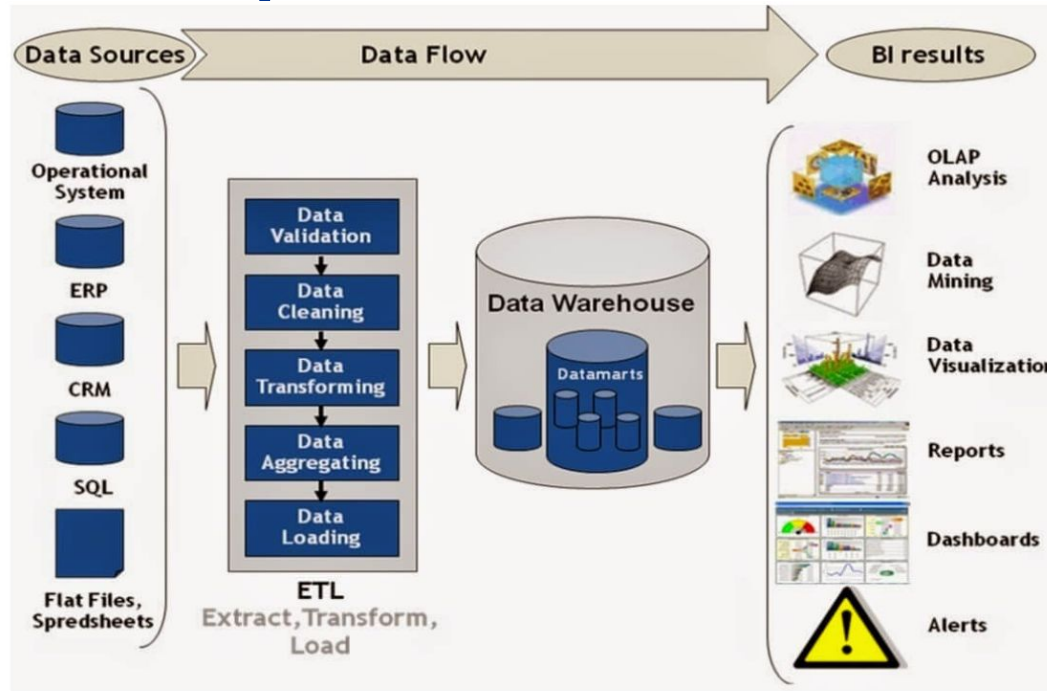 Data Sources
Data Flow
BI results
Operational
System
ERP
CRM
SQL
Flat Files,
Spredsheets
Data
Validation
Data
Cleaning
Data
Transforming
Data
Aggregating
Data
Loading
ETL
Extract, Transform,
Load
Data Warehouse
Datamarts
OLAP
Analysis
Data
Mining
Data
Visualization
Reports
Dashboards
Alerts